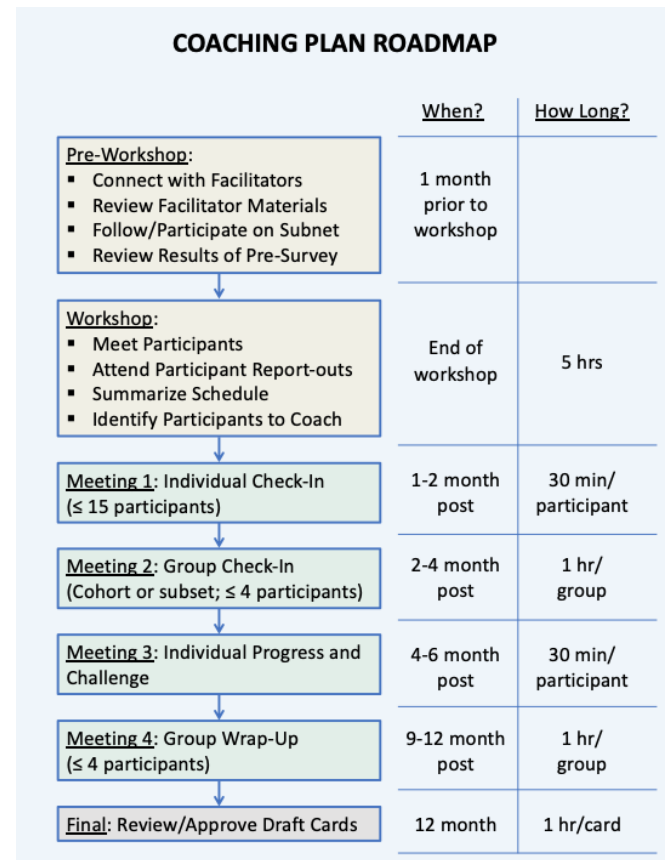 COACHING PLAN ROADMAP
When? How Long?
Pre-Workshop:
▪ Connect with Facilitators
▪ Review Facilitator Materials
▪ Follow/Participate on Subnet
▪ Review Results of Pre-Survey
1 month
prior to
workshop
Workshop:
▪ Meet Participants
▪ Attend Participant Report-outs
▪ Summarize Schedule
▪ Identify Participants to Coach
End of
workshop
5 hrs
Meeting 1: Individual Check-In
(≤ 15 participants)
1-2 month
post
30 min/
participant
Meeting 2: Group Check-In
(Cohort or subset; ≤ 4 participants)
2-4 month
post
1 hr/
group
Meeting 3: Individual Progress and
Challenge
4-6 month
post
30 min/
participant
Meeting 4: Group Wrap-Up
(≤ 4 participants)
9-12 month
post
1 hr/
group
Final: Review/Approve Draft Cards
12 month
1 hr/card